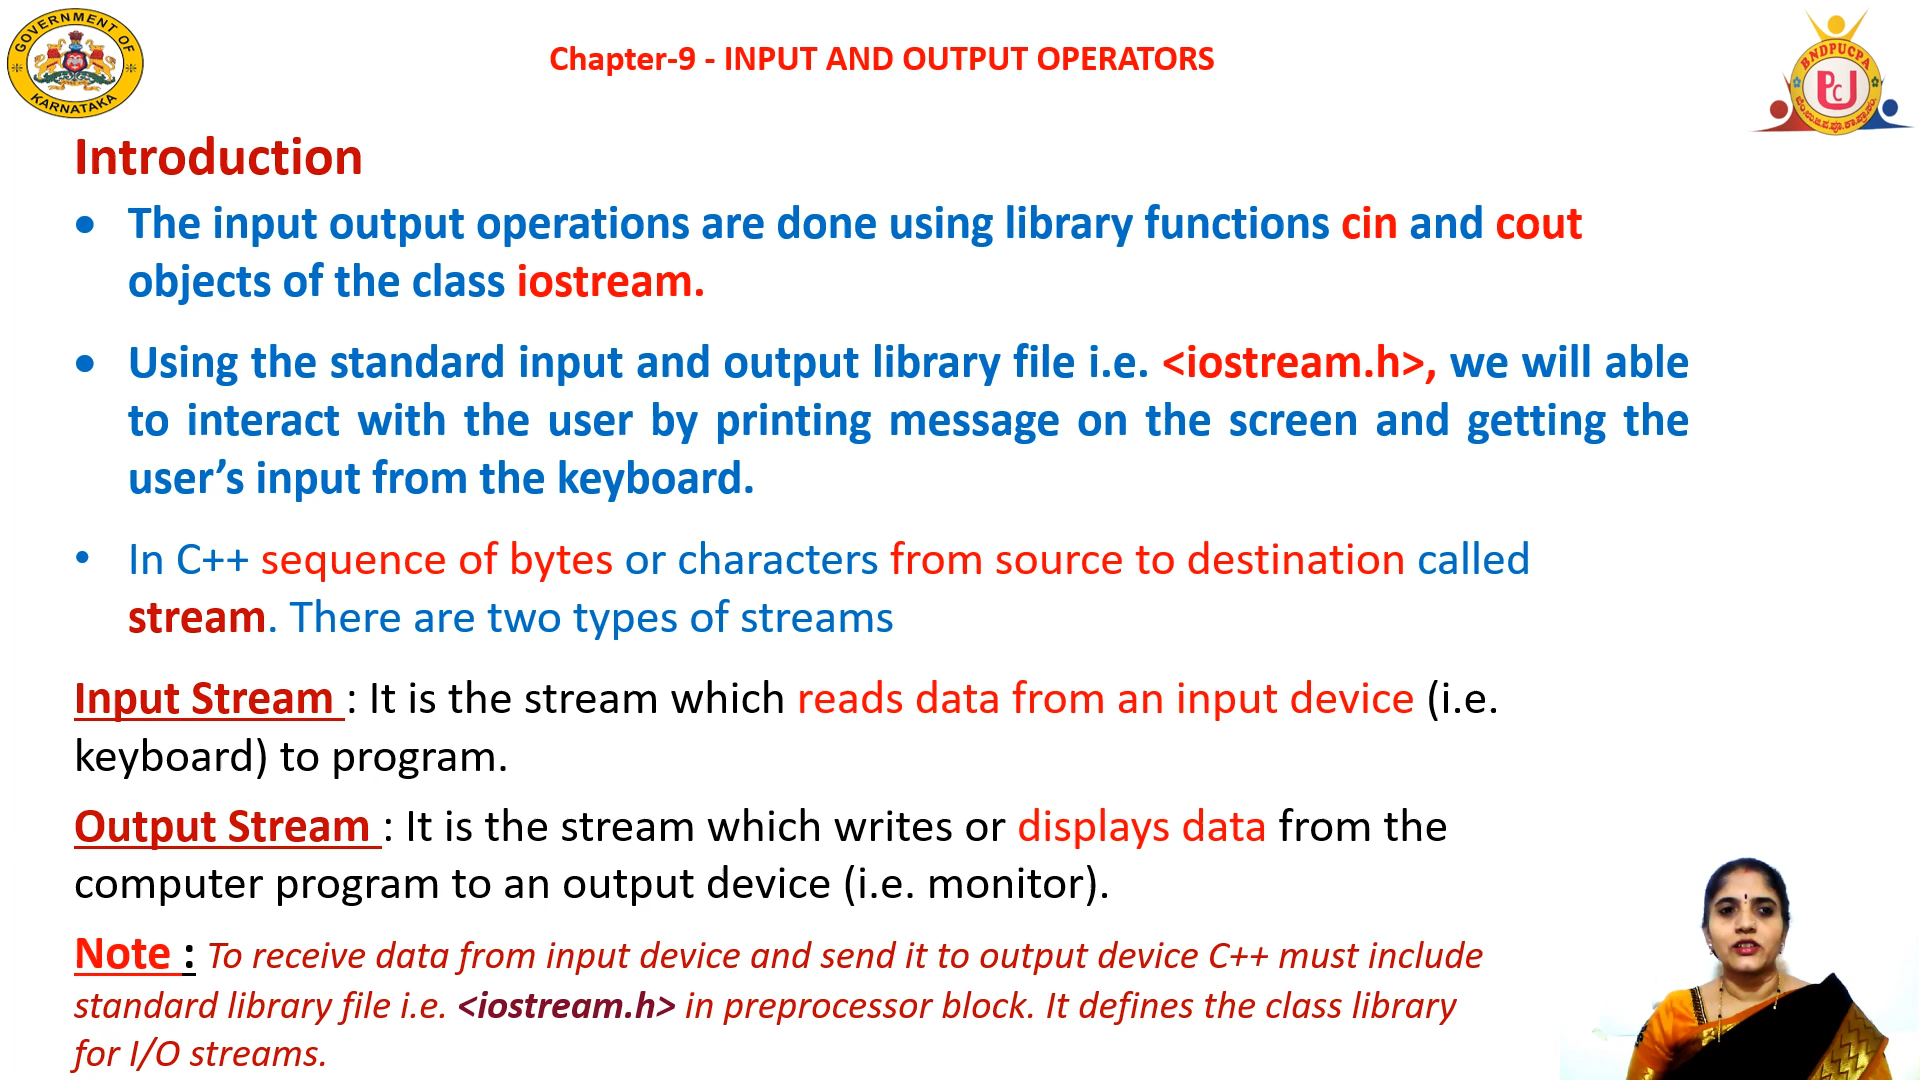 GOVERNMENT OF
KARNATAKA
Chapter-9 - INPUT AND OUTPUT OPERATORS
BNDPUCPA
PUC
Introduction
• The input output operations are done using library functions cin and cout
objects of the class iostream.
• Using the standard input and output library file i.e. <iostream.h>, we will able
to interact with the user by printing message on the screen and getting the
user’s input from the keyboard.
• In C++ sequence of bytes or characters from source to destination called
stream. There are two types of streams
Input Stream : It is the stream which reads data from an input device (i.e.
keyboard) to program.
Output Stream : It is the stream which writes or displays data from the
computer program to an output device (i.e. monitor).
Note : To receive data from input device and send it to output device C++ must include
standard library file i.e. <iostream.h> in preprocessor block. It defines the class library
for I/O streams.